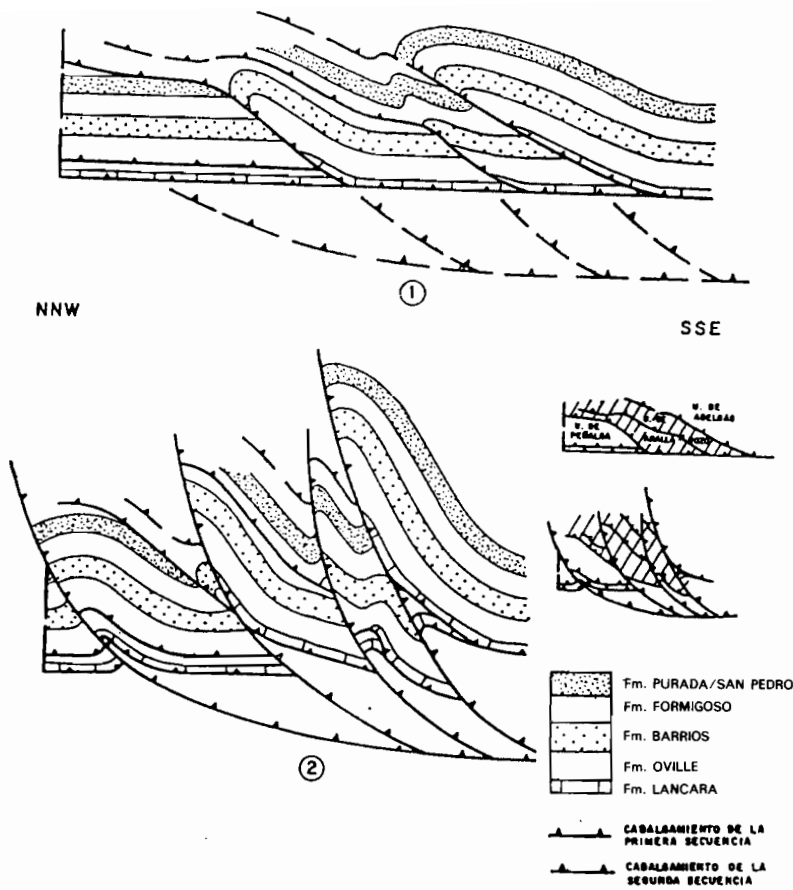 ①
NNW
SSE
U. DE
U. DE ABELGAS
U. DE PEÑALBA
②
Fm. PURADA/SAN PEDRO
Fm. FORMIGOSO
Fm. BARRIOS
Fm. OVILLE
Fm. LANCARA
CABALGAMIENTO DE LA
PRIMERA SECUENCIA
CABALGAMIENTO DE LA
SEGUNDA SECUENCIA